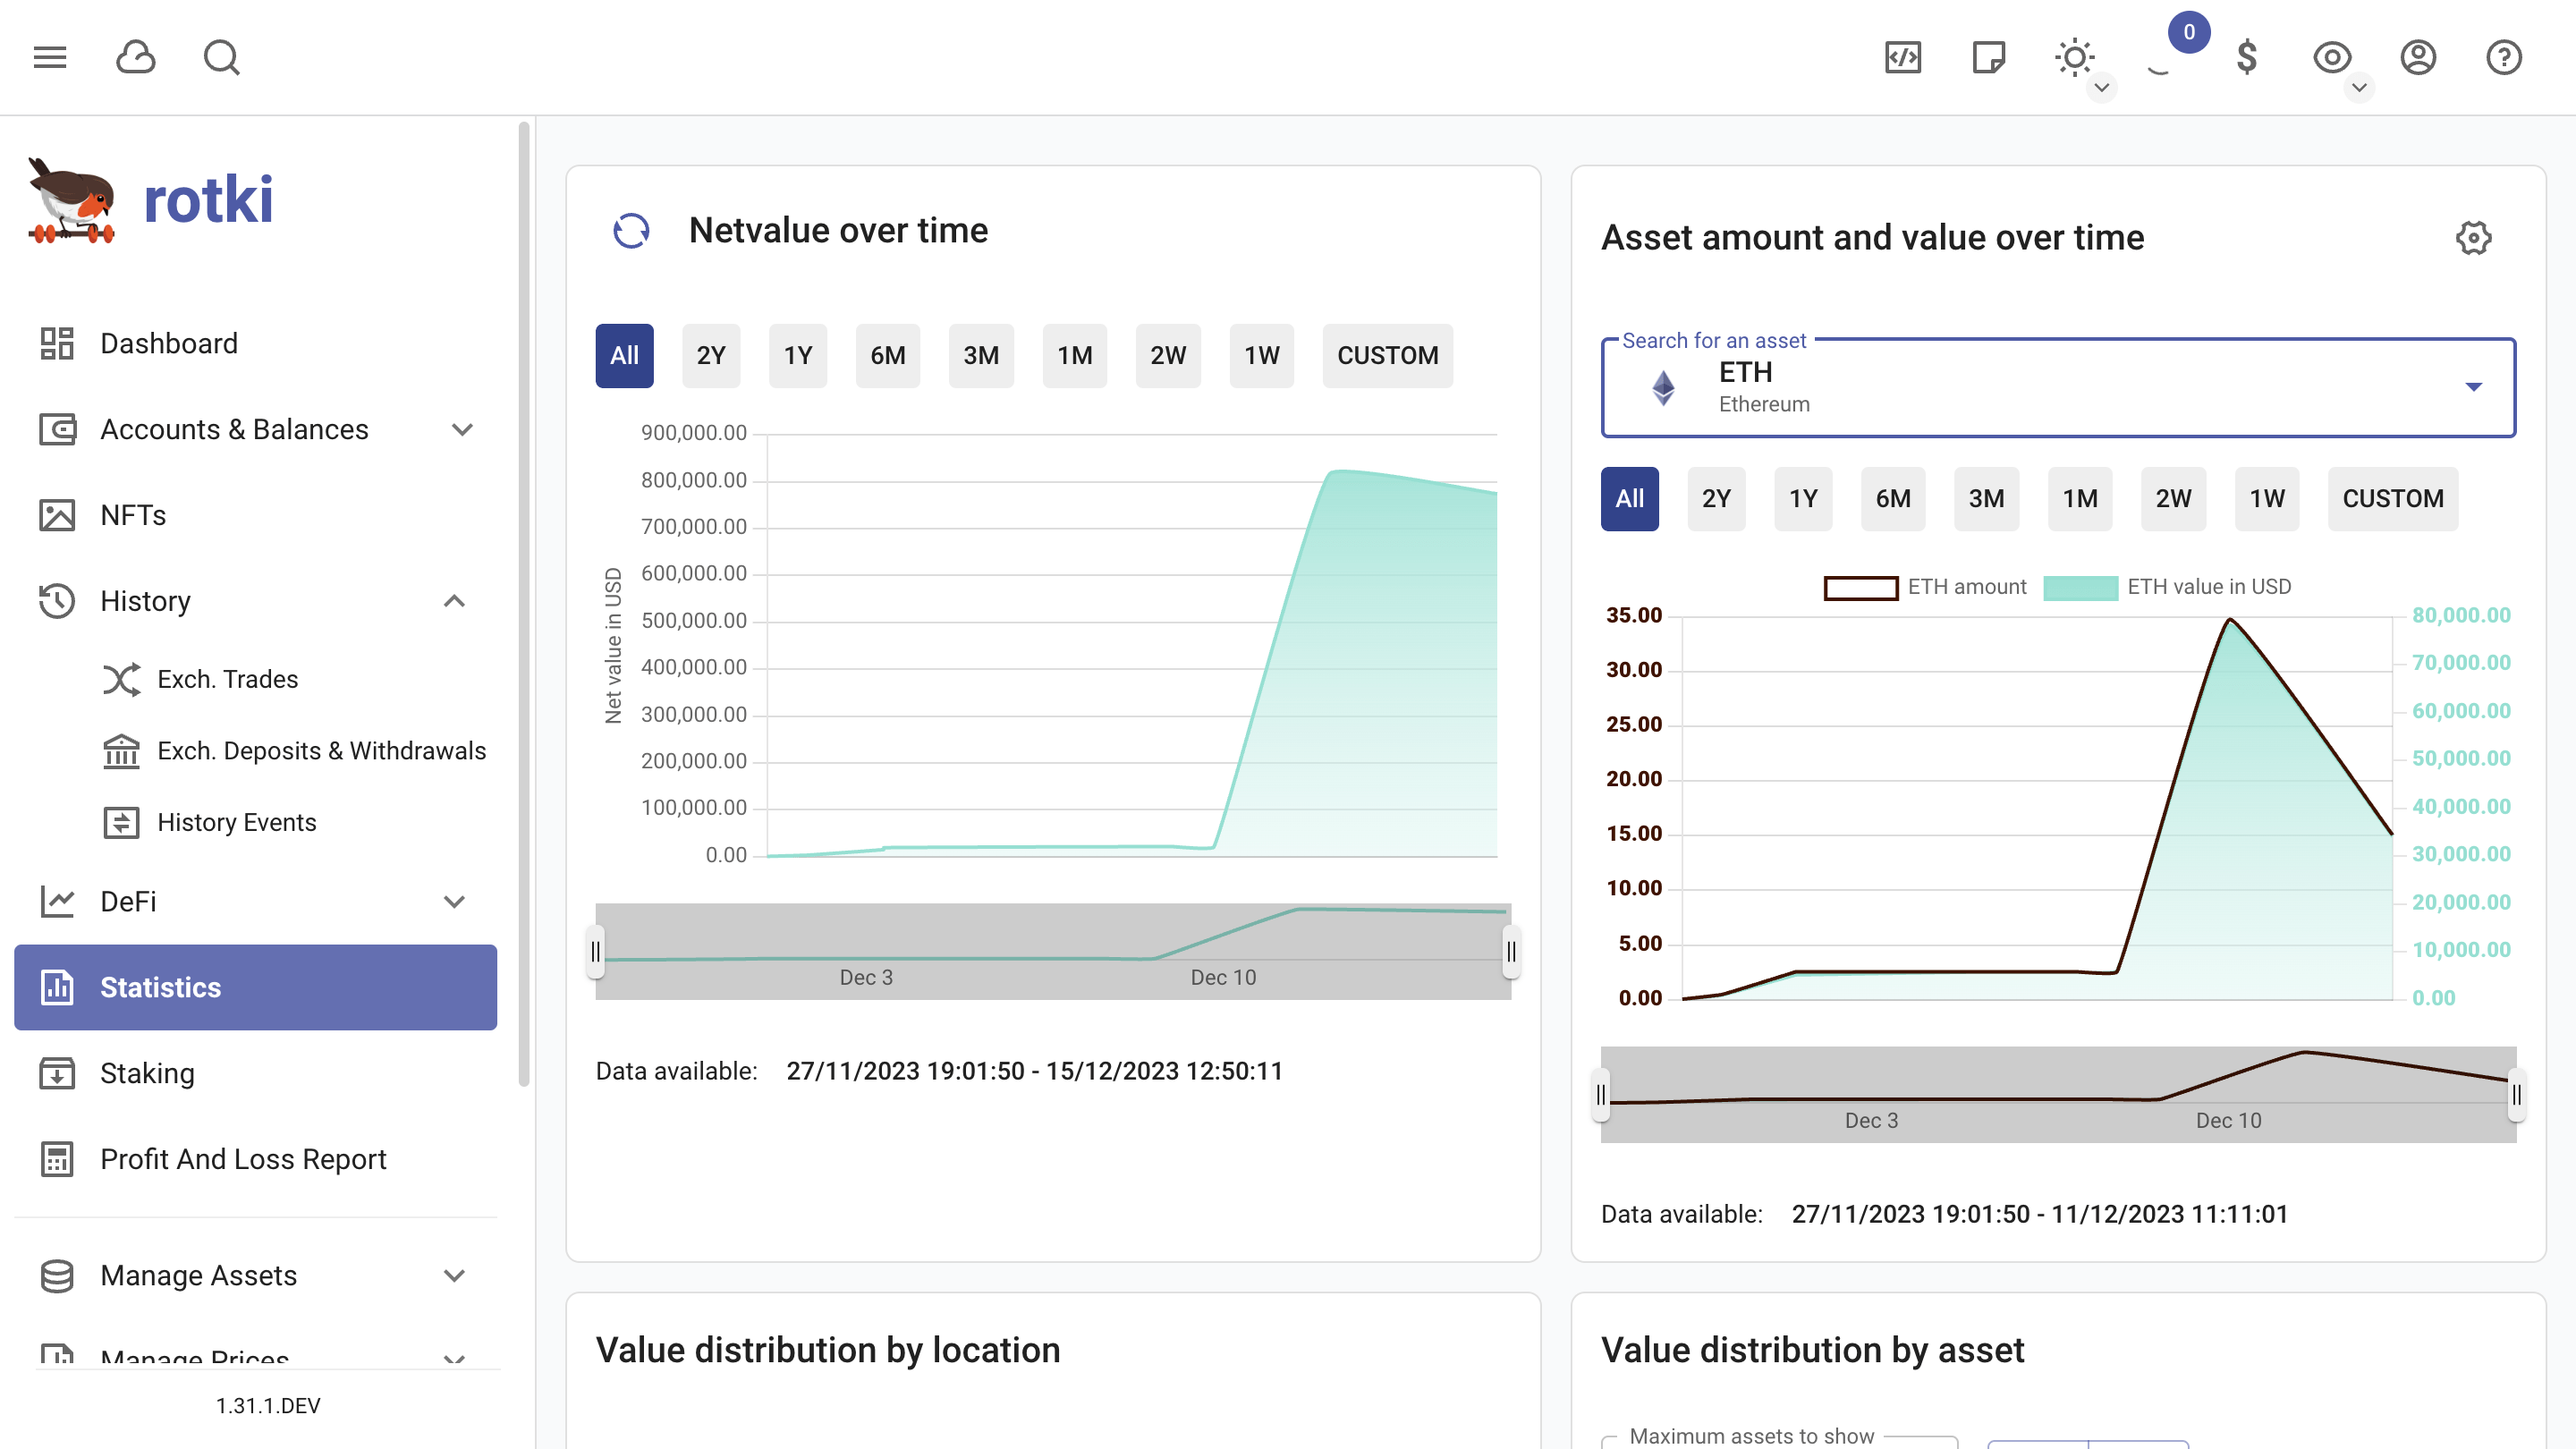 0
rotki
Dashboard
Accounts & Balances
NFTs
History
Exch. Trades
Exch. Deposits & Withdrawals
History Events
DeFi
Statistics
Staking
Profit And Loss Report
Manage Assets
Manage Prices
1.31.1.DEV
Netvalue over time
All 2Y 1Y 6M 3M 1M 2W 1W CUSTOM
Net value in USD
900,000.00
800,000.00
700,000.00
600,000.00
500,000.00
400,000.00
300,000.00
200,000.00
100,000.00
0.00
Dec 3 Dec 10
Data available: 27/11/2023 19:01:50 - 15/12/2023 12:50:11
Asset amount and value over time
Search for an asset
ETH
Ethereum
All 2Y 1Y 6M 3M 1M 2W 1W CUSTOM
ETH amount ETH value in USD
35.00
30.00
25.00
20.00
15.00
10.00
5.00
0.00
80,000.00
70,000.00
60,000.00
50,000.00
40,000.00
30,000.00
20,000.00
10,000.00
0.00
Dec 3 Dec 10
Data available: 27/11/2023 19:01:50 - 11/12/2023 11:11:01
Value distribution by location
Value distribution by asset
Maximum assets to show